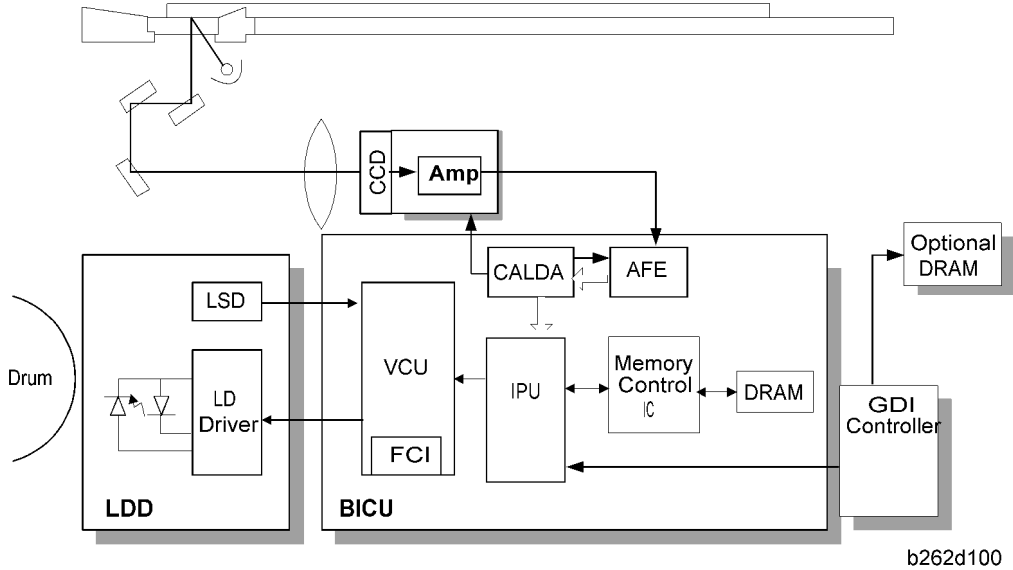 CCD
Amp
CALDA
AFE
Optional
DRAM
LSD
VCU
Drum
LD
Driver
IPU
Memory
Control
IC
DRAM
GDI
Controller
FCI
LDD
BICU
b262d100